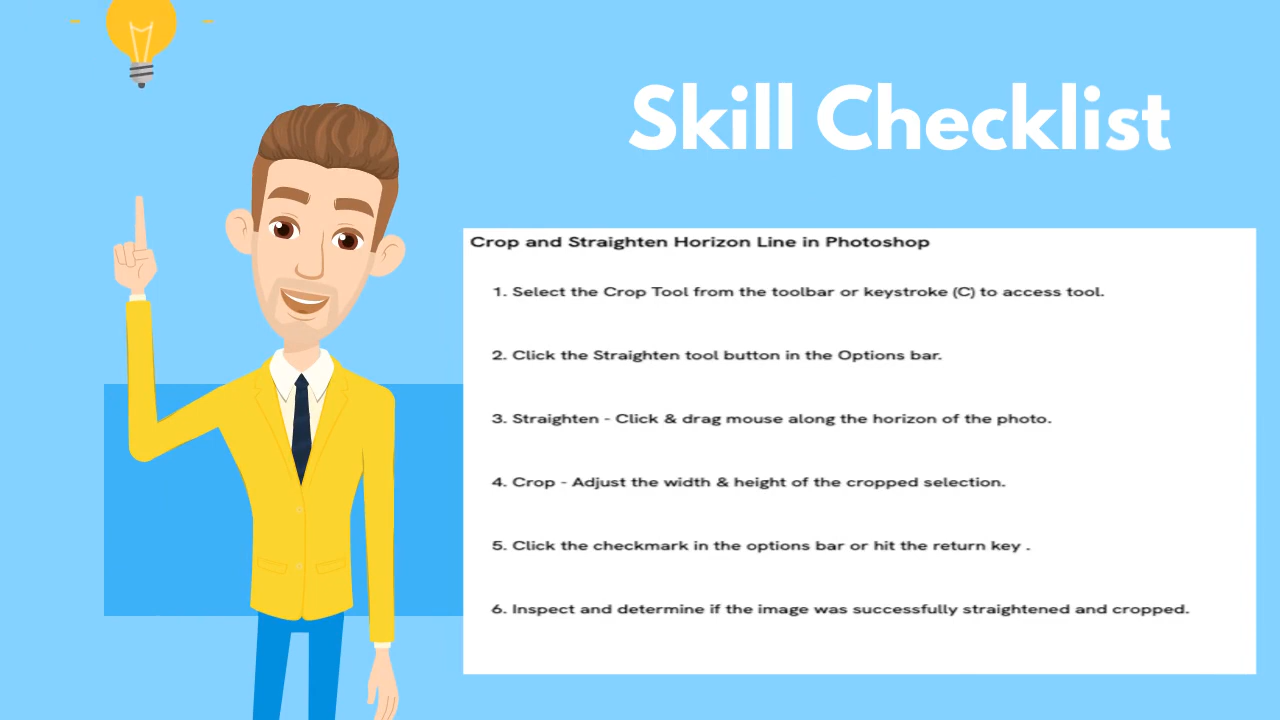 Skill Checklist
Crop and Straighten Horizon Line in Photoshop
1. Select the Crop Tool from the toolbar or keystroke (C) to access tool.
2. Click the Straighten tool button in the Options bar.
3. Straighten - Click & drag mouse along the horizon of the photo.
4. Crop - Adjust the width & height of the cropped selection.
5. Click the checkmark in the options bar or hit the return key .
6. Inspect and determine if the image was successfully straightened and cropped.